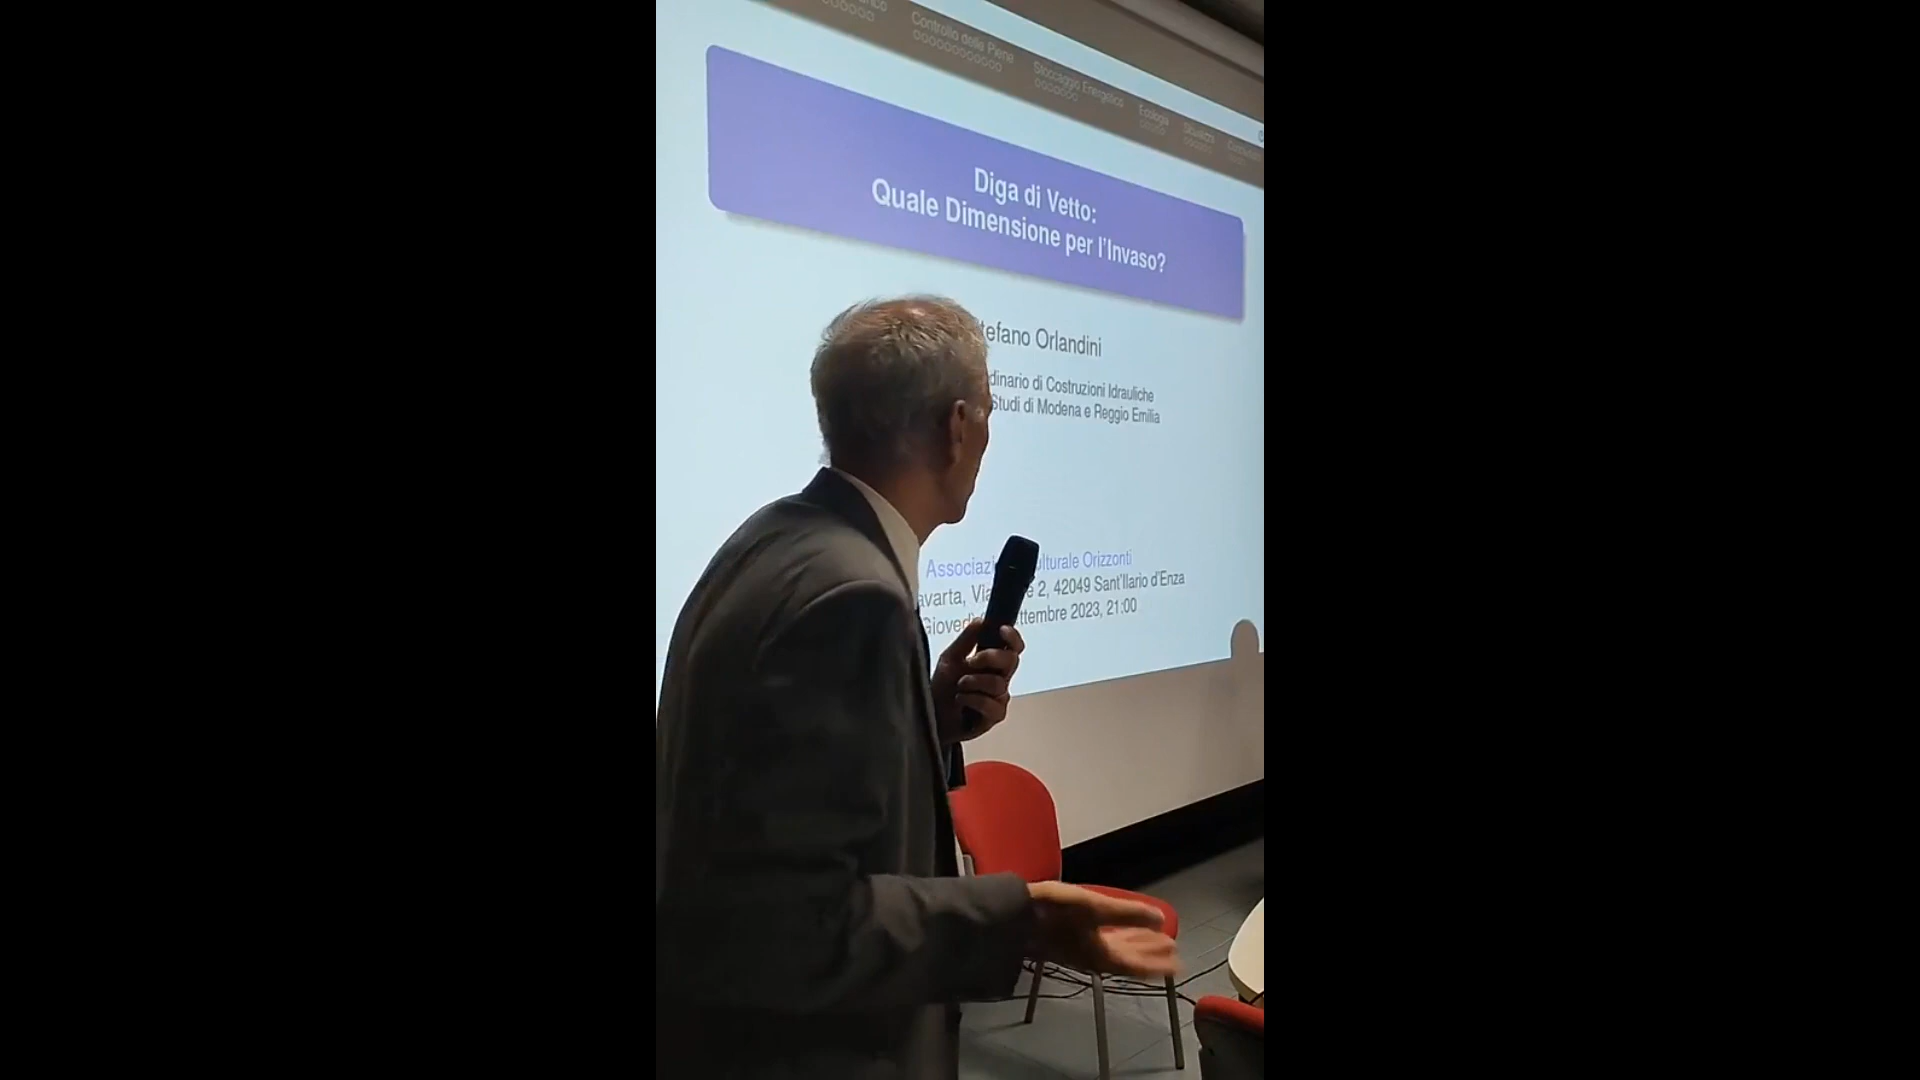 Controllo delle Piene
Stoccaggio Energetico
Ecologia
Sicurezza
Diga di Vetto:
Quale Dimensione per l'Invaso?
tefano Orlandini
dinario di Costruzioni Idrauliche
Studi di Modena e Reggio Emilia
Associazi ulturale Orizzonti
avarta, Via e 2, 42049 Sant'Ilario d'Enza
Giovedì ttembre 2023, 21:00